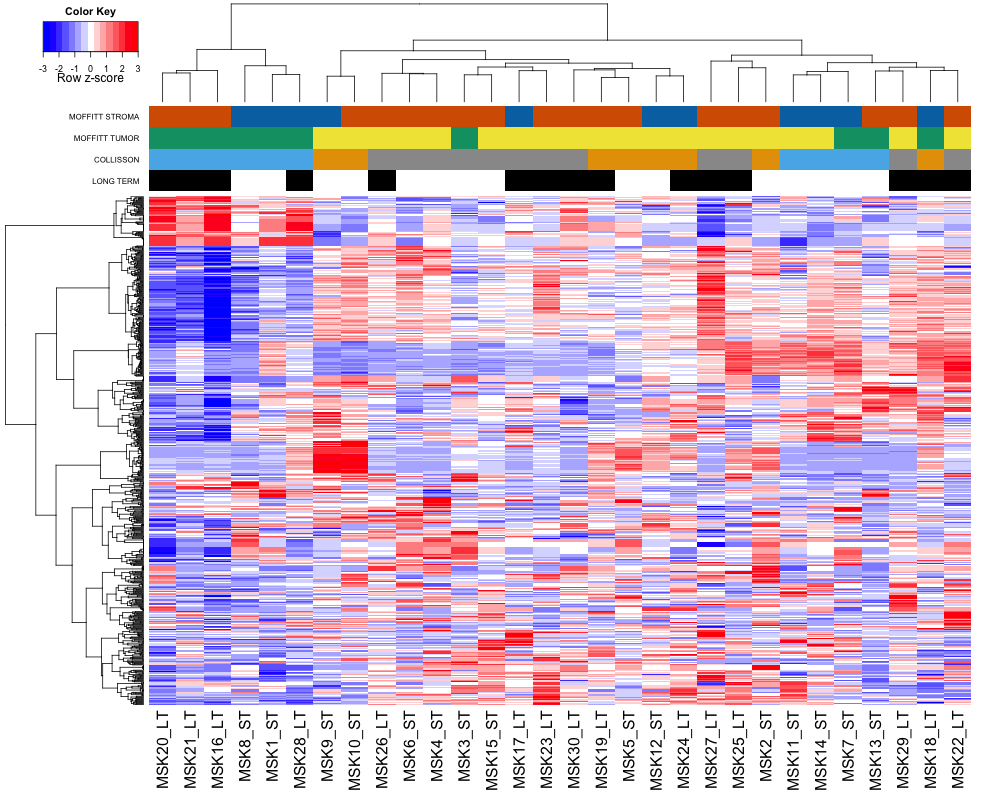 Color Key
-3 -2 -1 0 1 2 3
Row z-score
MOFFITT STROMA
MOFFITT TUMOR
COLLISSON
LONG TERM
MSK20_LT
MSK21_LT
MSK16_LT
MSK8_ST
MSK1_ST
MSK28_LT
MSK9_ST
MSK10_ST
MSK26_LT
MSK6_ST
MSK4_ST
MSK3_ST
MSK15_ST
MSK17_LT
MSK23_LT
MSK30_LT
MSK19_LT
MSK5_ST
MSK12_ST
MSK24_LT
MSK27_LT
MSK25_LT
MSK2_ST
MSK11_ST
MSK14_ST
MSK7_ST
MSK13_ST
MSK29_LT
MSK18_LT
MSK22_LT